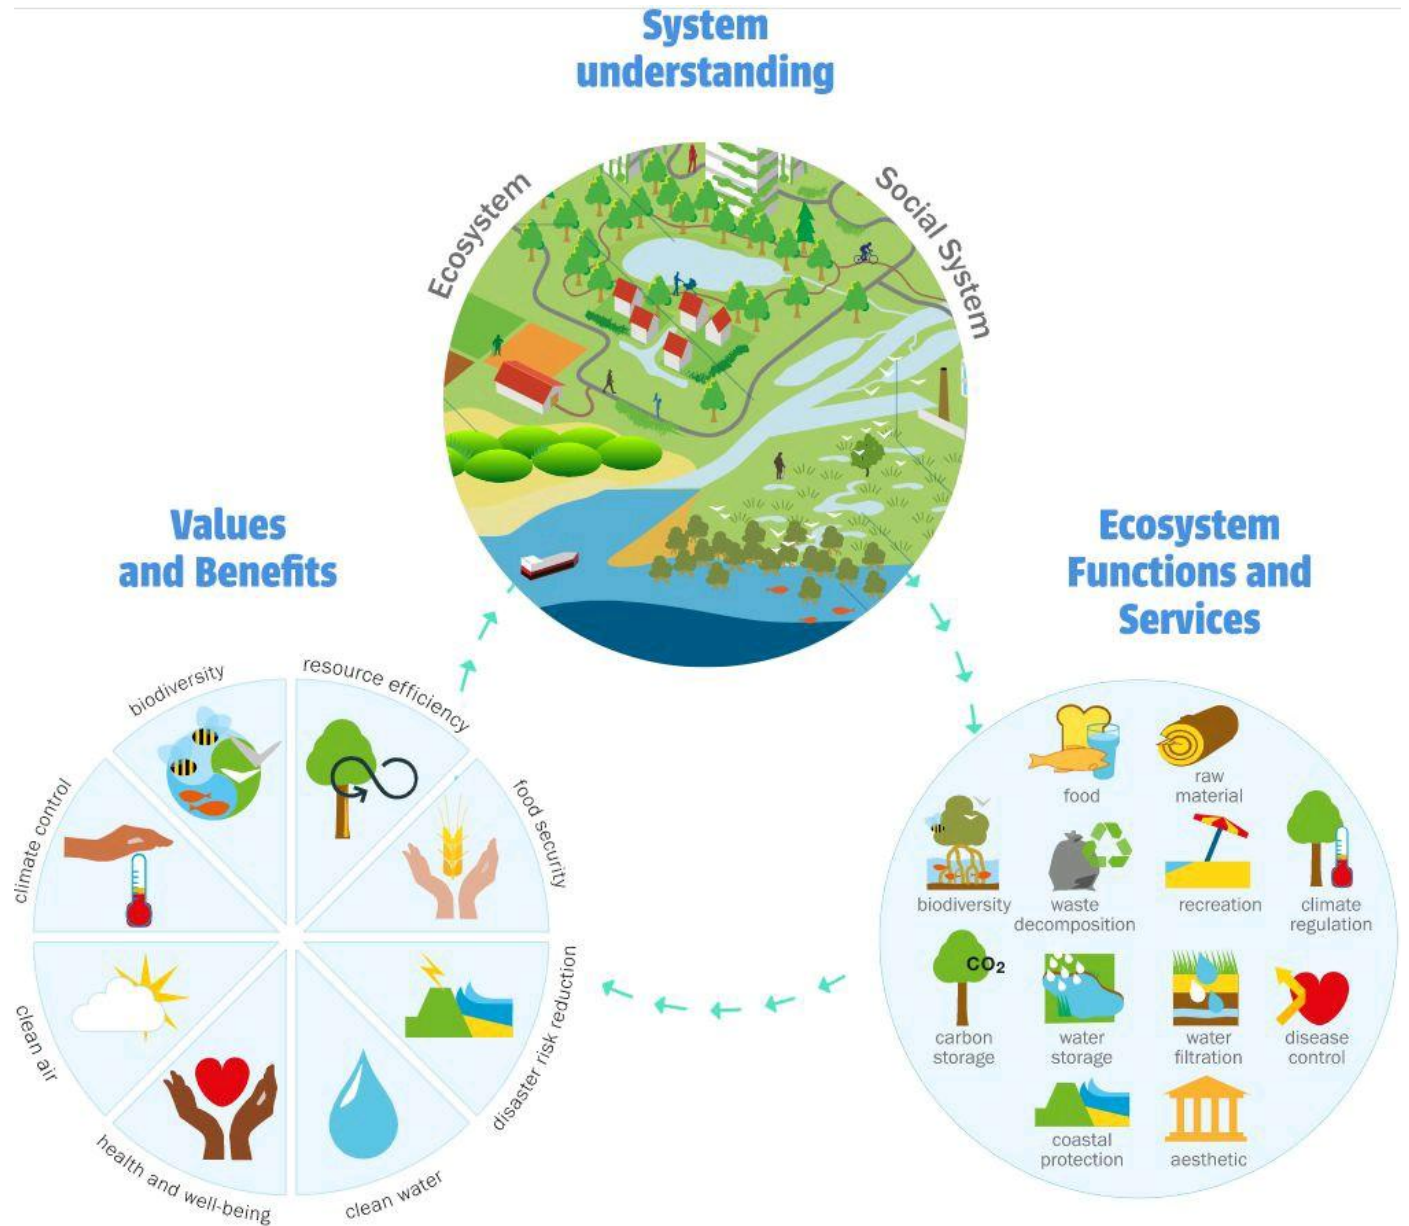 System
understanding
Ecosystem
Social System
Values
and Benefits
Ecosystem
Functions and
Services
biodiversity
resource efficiency
climate control
food security
clean air
disaster risk reduction
health and well-being
clean water
food
raw
material
biodiversity
waste
decomposition
recreation
climate
regulation
CO₂
carbon
storage
water
storage
water
filtration
disease
control
coastal
protection
aesthetic